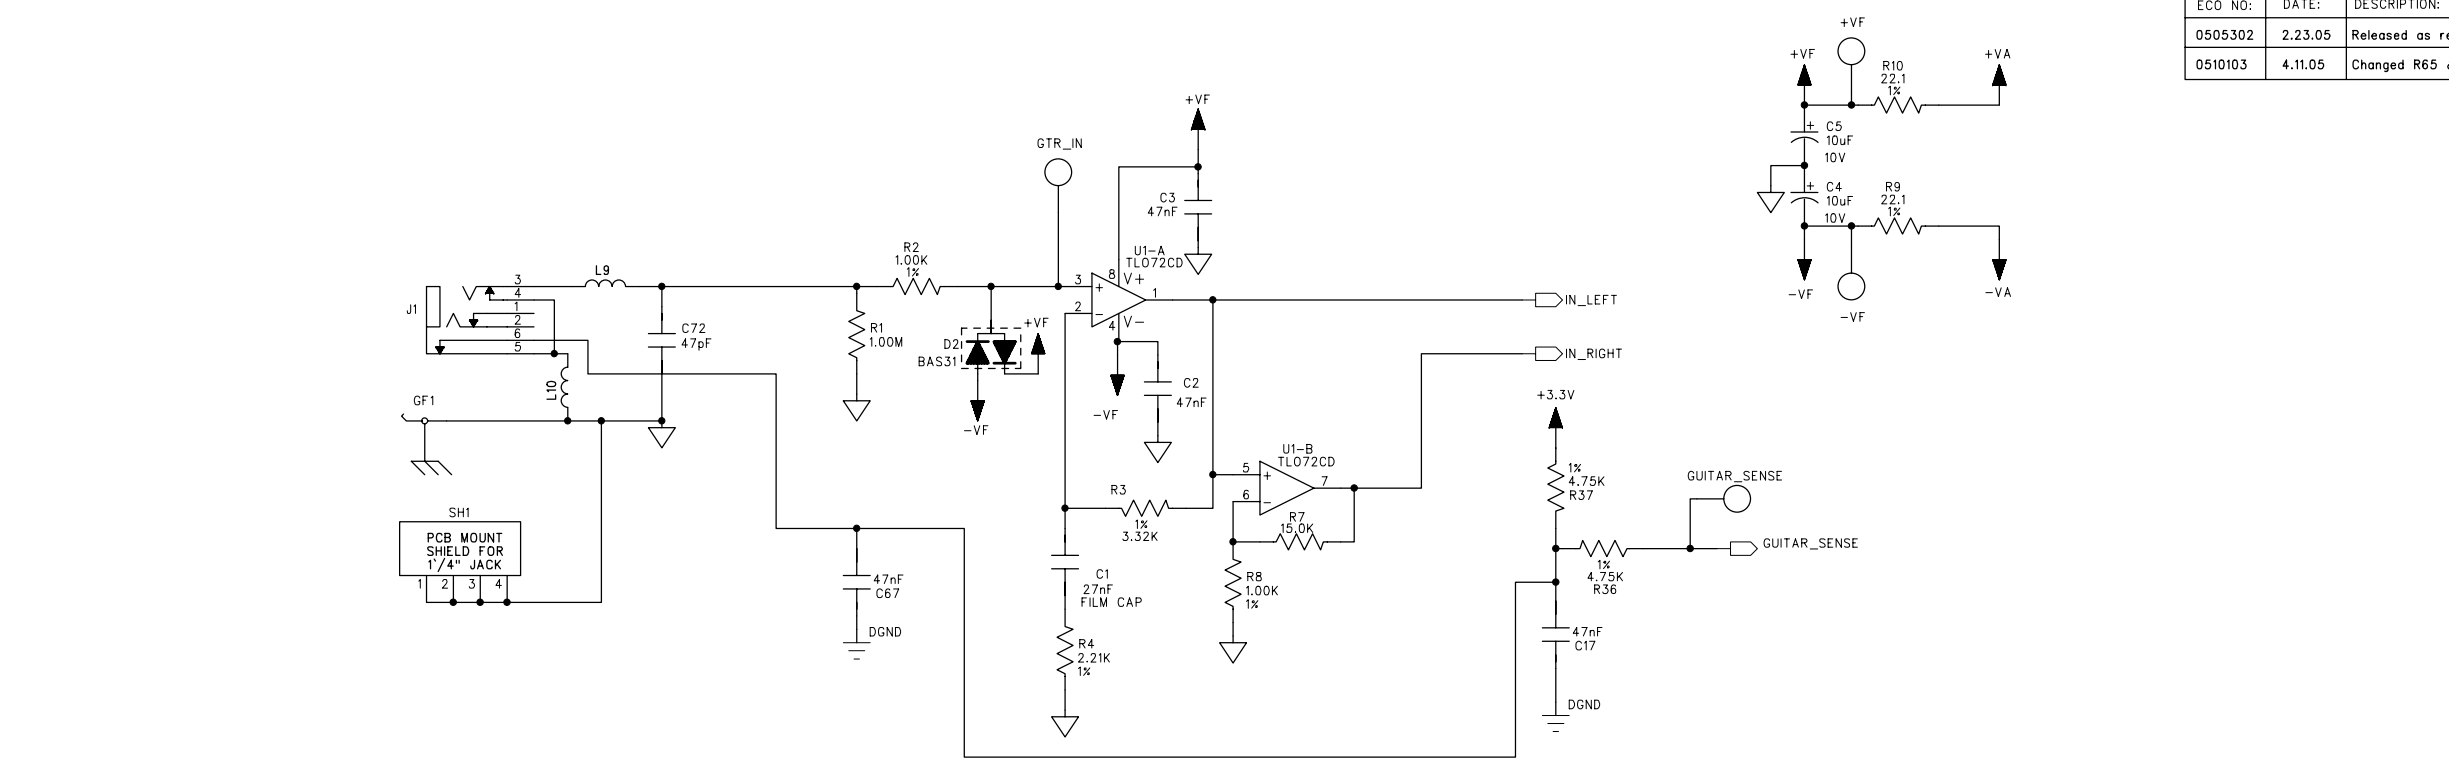 ECO NO: DATE: DESCRIPTION:
0505302 2.23.05 Released as
0510103 4.11.05 Changed R65
+VF
+VF
+VA
R10
22.1
1%
+
C5
10uF
10V
+
C4
10uF
10V
R9
22.1
1%
-VF
-VF
-VA
GTR_IN
+VF
C3
47nF
U1-A
TL072CD
8 V+
3 +
2 -
1
4 V-
-VF
C2
47nF
J1
3
4
1
2
6
5
L9
L10
C72
47pF
R1
1.00M
R2
1.00K
1%
D2
BAS31
+VF
-VF
GF1
SH1
PCB MOUNT
SHIELD FOR
1`/4" JACK
1 2 3 4
47nF
C67
DGND
R3
1%
3.32K
C1
27nF
FILM CAP
R4
2.21K
1%
U1-B
TL072CD
5 +
6 -
7
R7
15.0K
R8
1.00K
1%
IN_LEFT
IN_RIGHT
+3.3V
1%
4.75K
R37
GUITAR_SENSE
GUITAR_SENSE
1%
4.75K
R36
47nF
C17
DGND